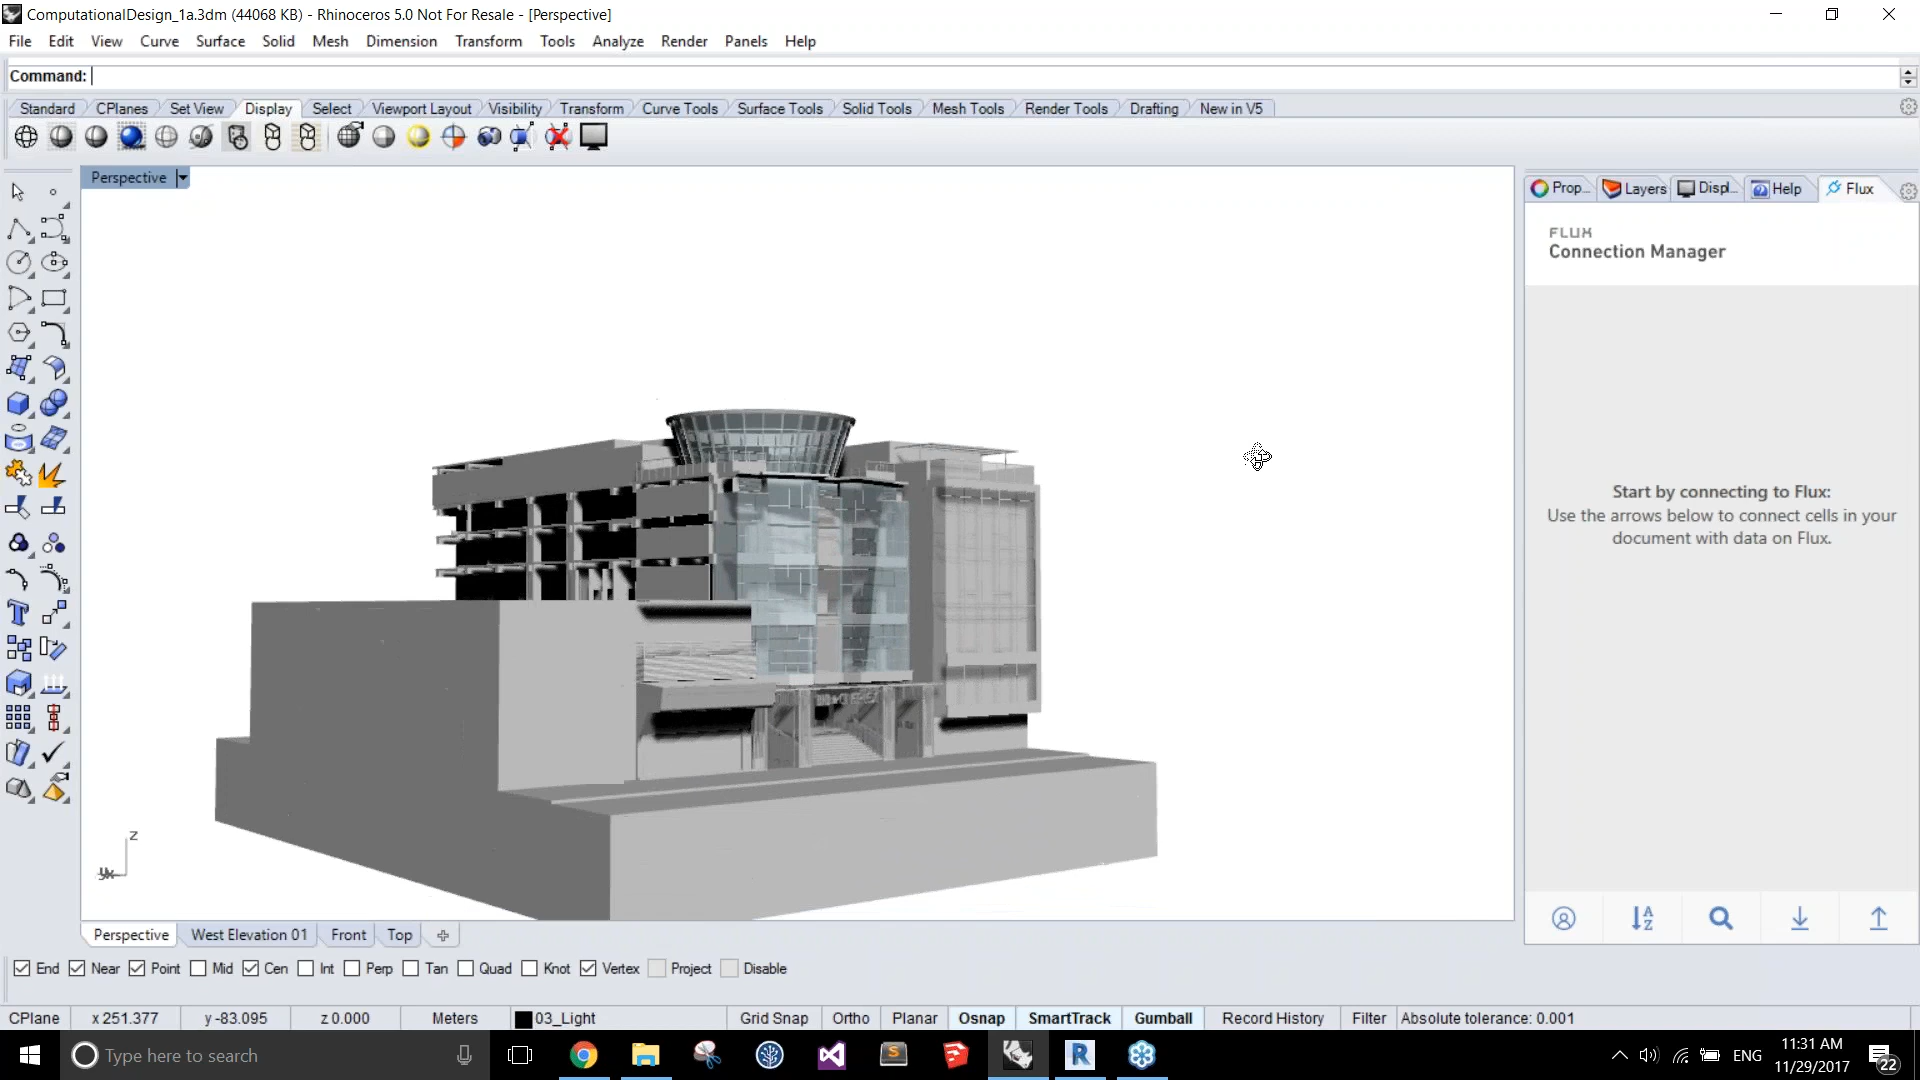 ComputationalDesign_1a.3dm (44068 KB) - Rhinoceros 5.0 Not For Resale - [Perspective]
File Edit View Curve Surface Solid Mesh Dimension Transform Tools Analyze Render Panels Help
Command:
Standard CPlanes Set View Display Select Viewport Layout Visibility Transform Curve Tools Surface Tools Solid Tools Mesh Tools Render Tools Drafting New in V5
Perspective
Prop... Layers Displ... Help Flux
FLUX
Connection Manager
Start by connecting to Flux:
Use the arrows below to connect cells in your
document with data on Flux.
z
Perspective West Elevation 01 Front Top
End Near Point Mid Cen Int Perp Tan Quad Knot Vertex Project Disable
CPlane x 251.377 y -83.095 z 0.000 Meters 03_Light Grid Snap Ortho Planar Osnap SmartTrack Gumball Record History Filter Absolute tolerance: 0.001
Type here to search
ENG
11:31 AM
11/29/2017
22